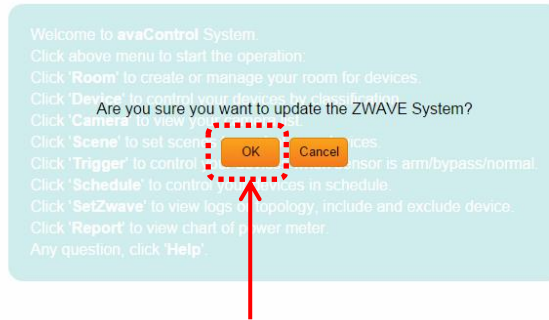 Welcome to avaControl System.
Click above menu to start the operation:
Click 'Room' to create or manage your room for devices.
Click 'Device' to control your devices by classification.
Are you sure you want to update the ZWAVE System?
Click 'Camera' to view list.
Click 'Scene' to set
OK Cancel
Click 'Trigger' to control sensor is arm/bypass/normal.
Click 'Schedule' to control your devices in schedule.
Click 'SetZwave' to view logs of topology, include and exclude device.
Click 'Report' to view chart of power meter.
Any question, click 'Help'.